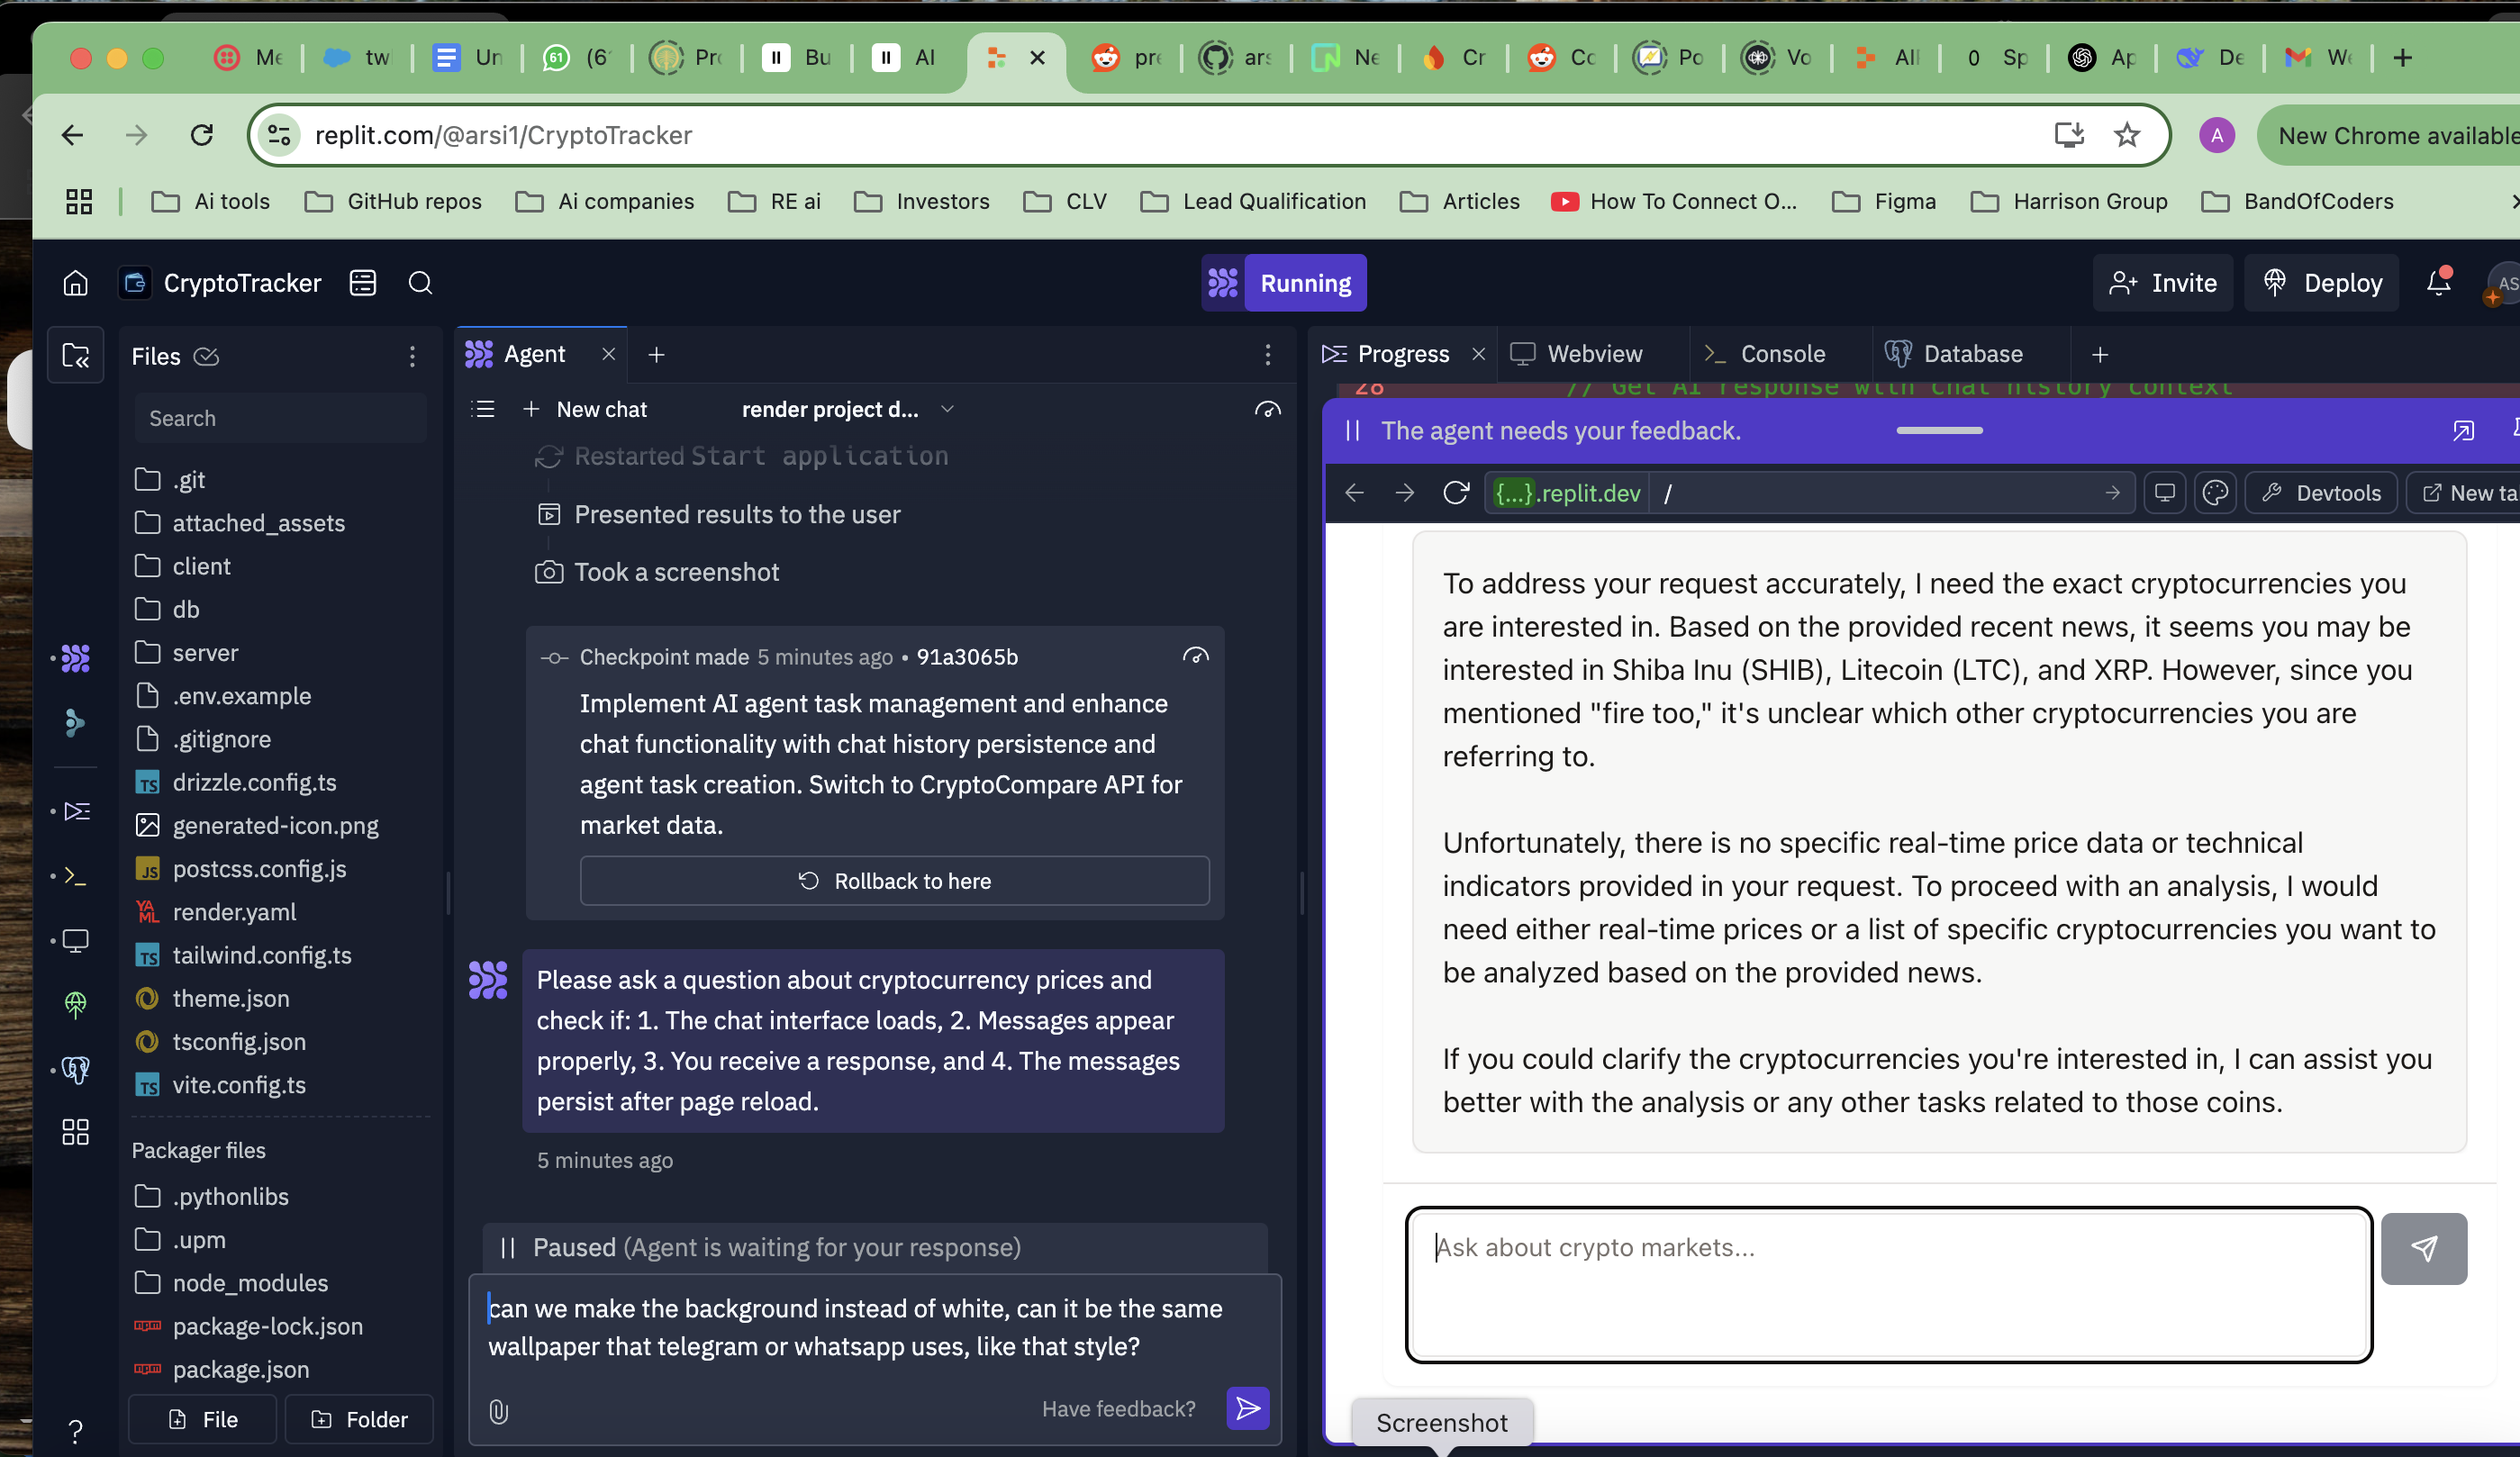 Me
tw
Un
61
(6
Pro
Bu
AI
pre
ars
Ne
Cr
Co
Po
Vo
All
0
Sp
Ap
De
We
replit.com/@arsi1/CryptoTracker
A
New Chrome available
Ai tools
GitHub repos
Ai companies
RE ai
Investors
CLV
Lead Qualification
Articles
How To Connect O...
Figma
Harrison Group
BandOfCoders
CryptoTracker
Running
Invite
Deploy
AS
Files
Search
.git
attached_assets
client
db
server
.env.example
.gitignore
TS drizzle.config.ts
generated-icon.png
JS postcss.config.js
YAML render.yaml
TS tailwind.config.ts
theme.json
tsconfig.json
TS vite.config.ts
Packager files
.pythonlibs
.upm
node_modules
package-lock.json
package.json
File
Folder
?
Agent
New chat
render project d...
Restarted Start application
Presented results to the user
Took a screenshot
Checkpoint made 5 minutes ago • 91a3065b
Implement AI agent task management and enhance
chat functionality with chat history persistence and
agent task creation. Switch to CryptoCompare API for
market data.
Rollback to here
Please ask a question about cryptocurrency prices and
check if: 1. The chat interface loads, 2. Messages appear
properly, 3. You receive a response, and 4. The messages
persist after page reload.
5 minutes ago
Paused (Agent is waiting for your response)
can we make the background instead of white, can it be the same
wallpaper that telegram or whatsapp uses, like that style?
Have feedback?
Progress
Webview
Console
Database
28 // Get AI response with chat history context
The agent needs your feedback.
{...}.replit.dev /
Devtools
New ta
To address your request accurately, I need the exact cryptocurrencies you
are interested in. Based on the provided recent news, it seems you may be
interested in Shiba Inu (SHIB), Litecoin (LTC), and XRP. However, since you
mentioned "fire too," it's unclear which other cryptocurrencies you are
referring to.
Unfortunately, there is no specific real-time price data or technical
indicators provided in your request. To proceed with an analysis, I would
need either real-time prices or a list of specific cryptocurrencies you want to
be analyzed based on the provided news.
If you could clarify the cryptocurrencies you're interested in, I can assist you
better with the analysis or any other tasks related to those coins.
Ask about crypto markets...
Screenshot